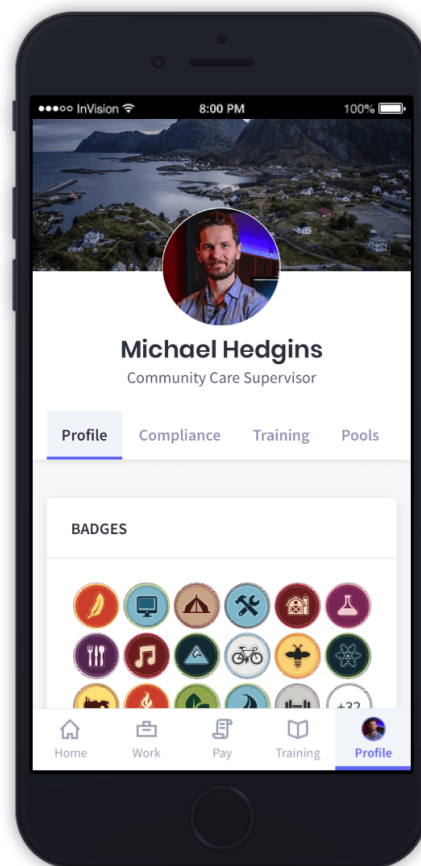 InVision 8:00 PM 100%
Michael Hedgins
Community Care Supervisor
Profile Compliance Training Pools
BADGES
+32
Home Work Pay Training Profile